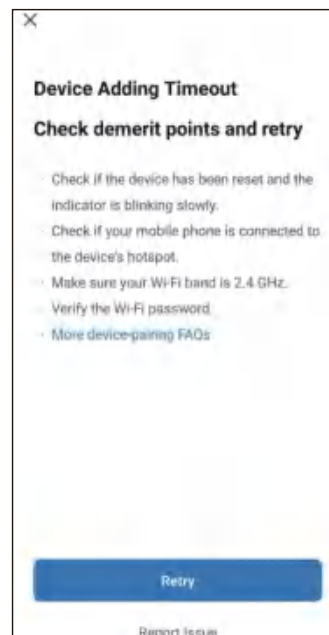 Device Adding Timeout
Check demerit points and retry
· Check if the device has been reset and the
indicator is blinking slowly.
· Check if your mobile phone is connected to
the device's hotspot.
· Make sure your Wi-Fi band is 2.4 GHz.
· Verify the Wi-Fi password
· More device-pairing FAQs
Retry
Report Issue